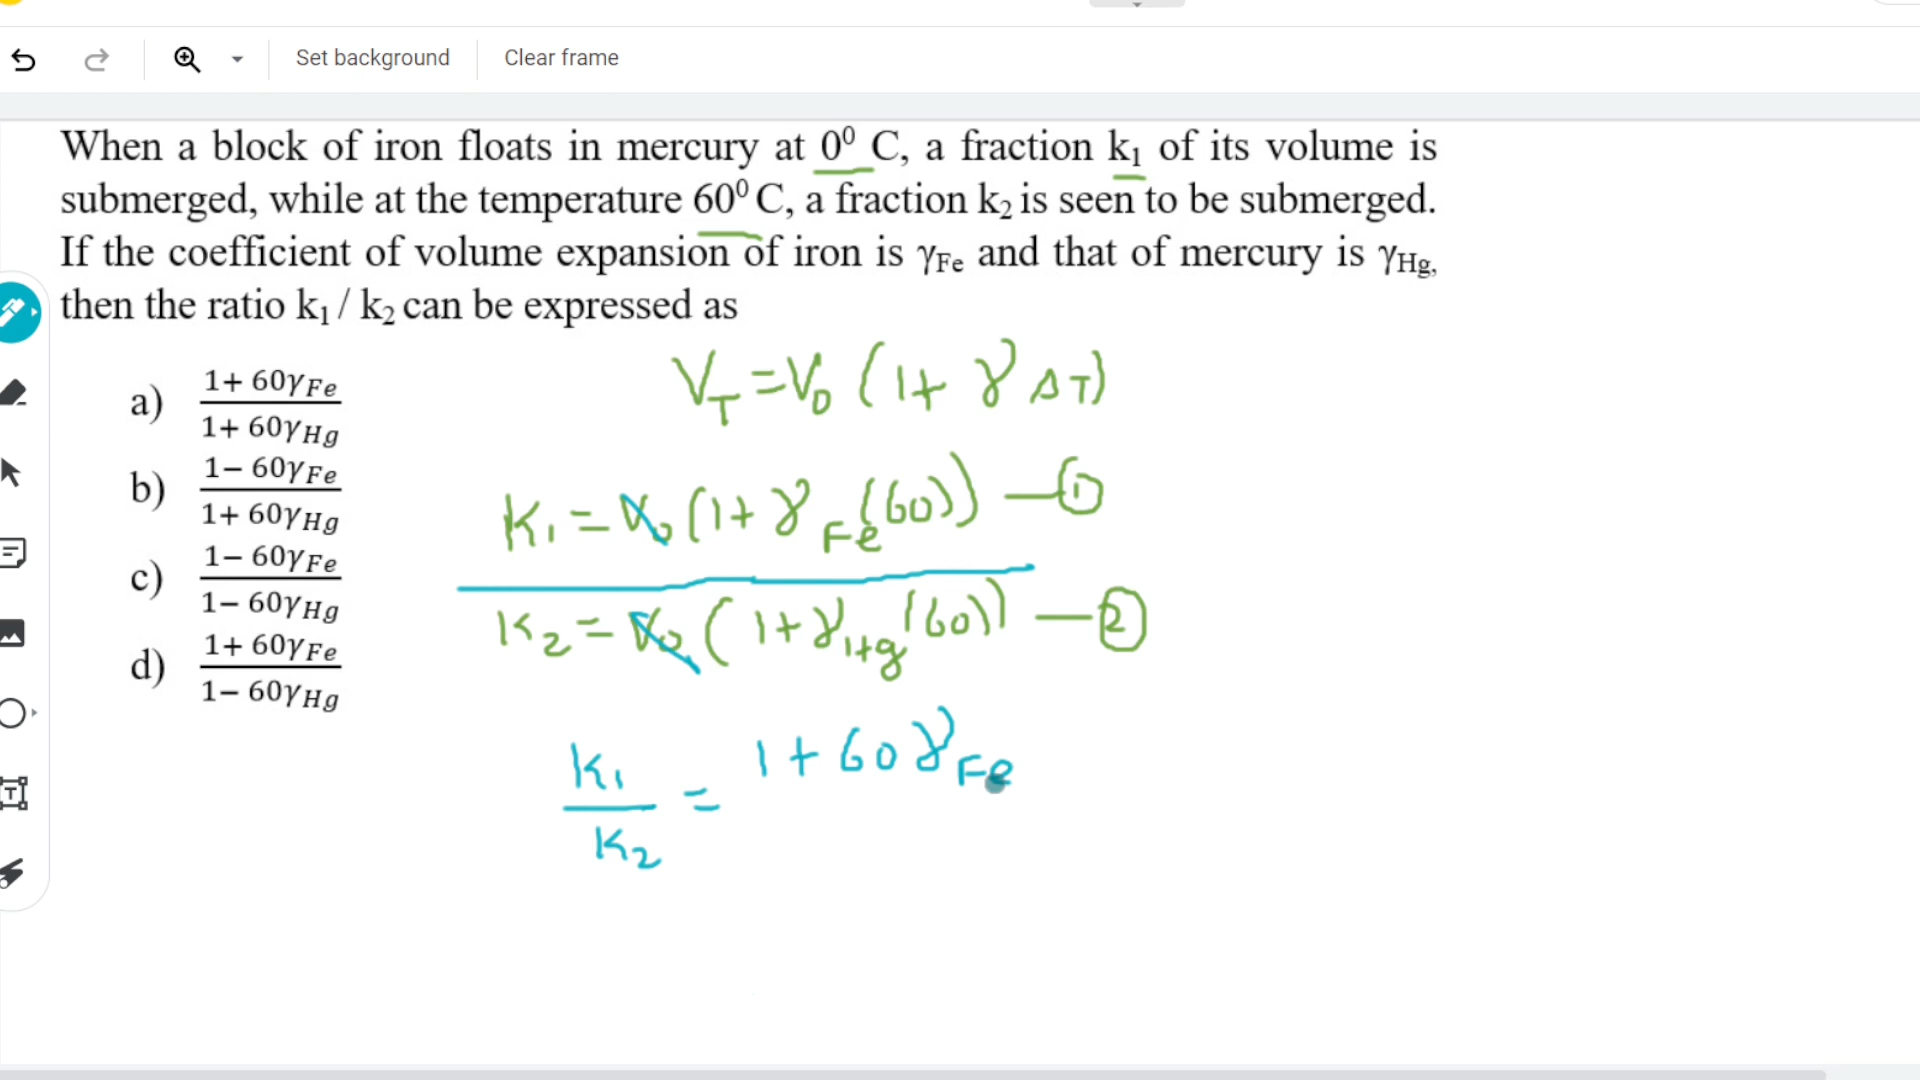 Set background Clear frame
When a block of iron floats in mercury at 0⁰ C, a fraction k₁ of its volume is
submerged, while at the temperature 60⁰ C, a fraction k₂ is seen to be submerged.
If the coefficient of volume expansion of iron is γFe and that of mercury is γHg,
then the ratio k₁ / k₂ can be expressed as
a) (1+ 60γFe)/(1+ 60γHg)
b) (1− 60γFe)/(1+ 60γHg)
c) (1− 60γFe)/(1− 60γHg)
d) (1+ 60γFe)/(1− 60γHg)
V_T = V₀ (1+ γ ΔT)
K₁ = V₀ (1+ γFe(60)) — ①
K₂ = V₀ (1+ γHg(60)) — ②
K₁/K₂ = 1+60γFe